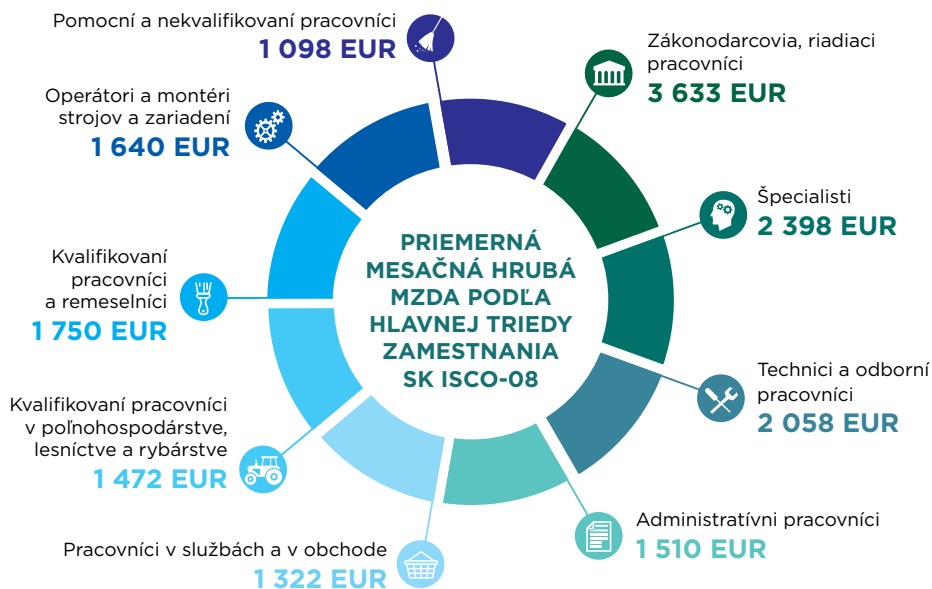 Pomocní a nekvalifikovaní pracovníci
1 098 EUR
Zákonodarcovia, riadiaci
pracovníci
3 633 EUR
Operátori a montéri
strojov a zariadení
1 640 EUR
Špecialisti
2 398 EUR
PRIEMERNÁ
MESAČNÁ HRUBÁ
MZDA PODĽA
HLAVNEJ TRIEDY
ZAMESTNANIA
SK ISCO-08
Kvalifikovaní
pracovníci
a remeselníci
1 750 EUR
Technici a odborní
pracovníci
2 058 EUR
Kvalifikovaní pracovníci
v poľnohospodárstve,
lesníctve a rybárstve
1 472 EUR
Administratívni pracovníci
1 510 EUR
Pracovníci v službách a v obchode
1 322 EUR